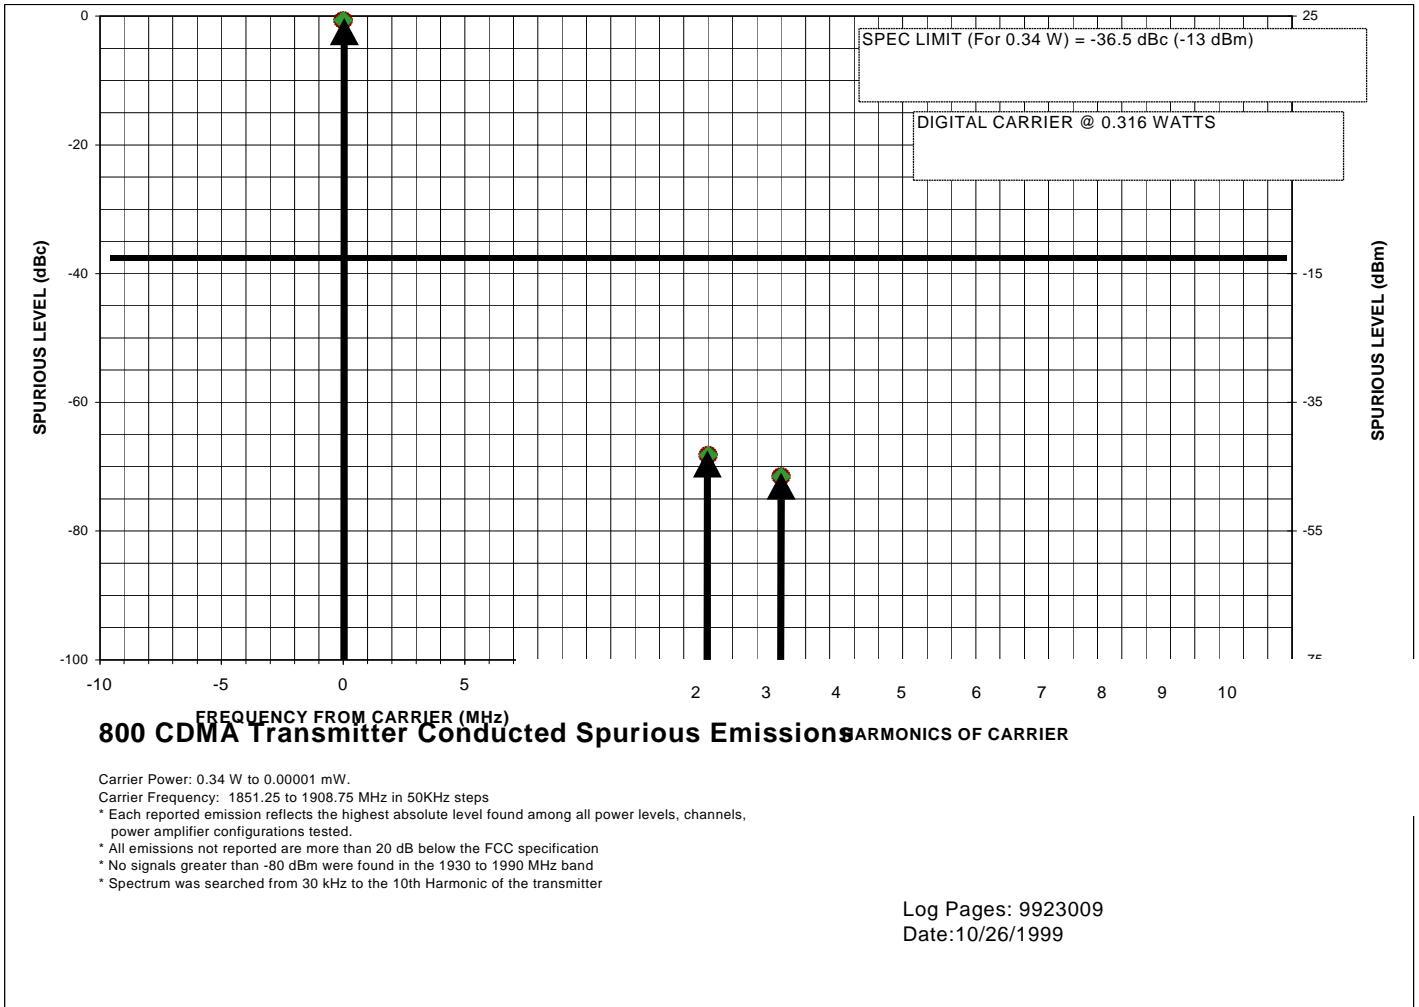 0
25
SPEC LIMIT (For 0.34 W) = -36.5 dBc (-13 dBm)
DIGITAL CARRIER @ 0.316 WATTS
-20
SPURIOUS LEVEL (dBc)
SPURIOUS LEVEL (dBm)
-40
-15
-60
-35
-80
-55
-100
-75
-10 -5 0 5 2 3 4 5 6 7 8 9 10
FREQUENCY FROM CARRIER (MHz)
800 CDMA Transmitter Conducted Spurious Emissions
HARMONICS OF CARRIER
Carrier Power: 0.34 W to 0.00001 mW.
Carrier Frequency:  1851.25 to 1908.75 MHz in 50KHz steps
* Each reported emission reflects the highest absolute level found among all power levels, channels,
power amplifier configurations tested.
* All emissions not reported are more than 20 dB below the FCC specification
* No signals greater than -80 dBm were found in the 1930 to 1990 MHz band
* Spectrum was searched from 30 kHz to the 10th Harmonic of the transmitter
Log Pages: 9923009
Date:10/26/1999